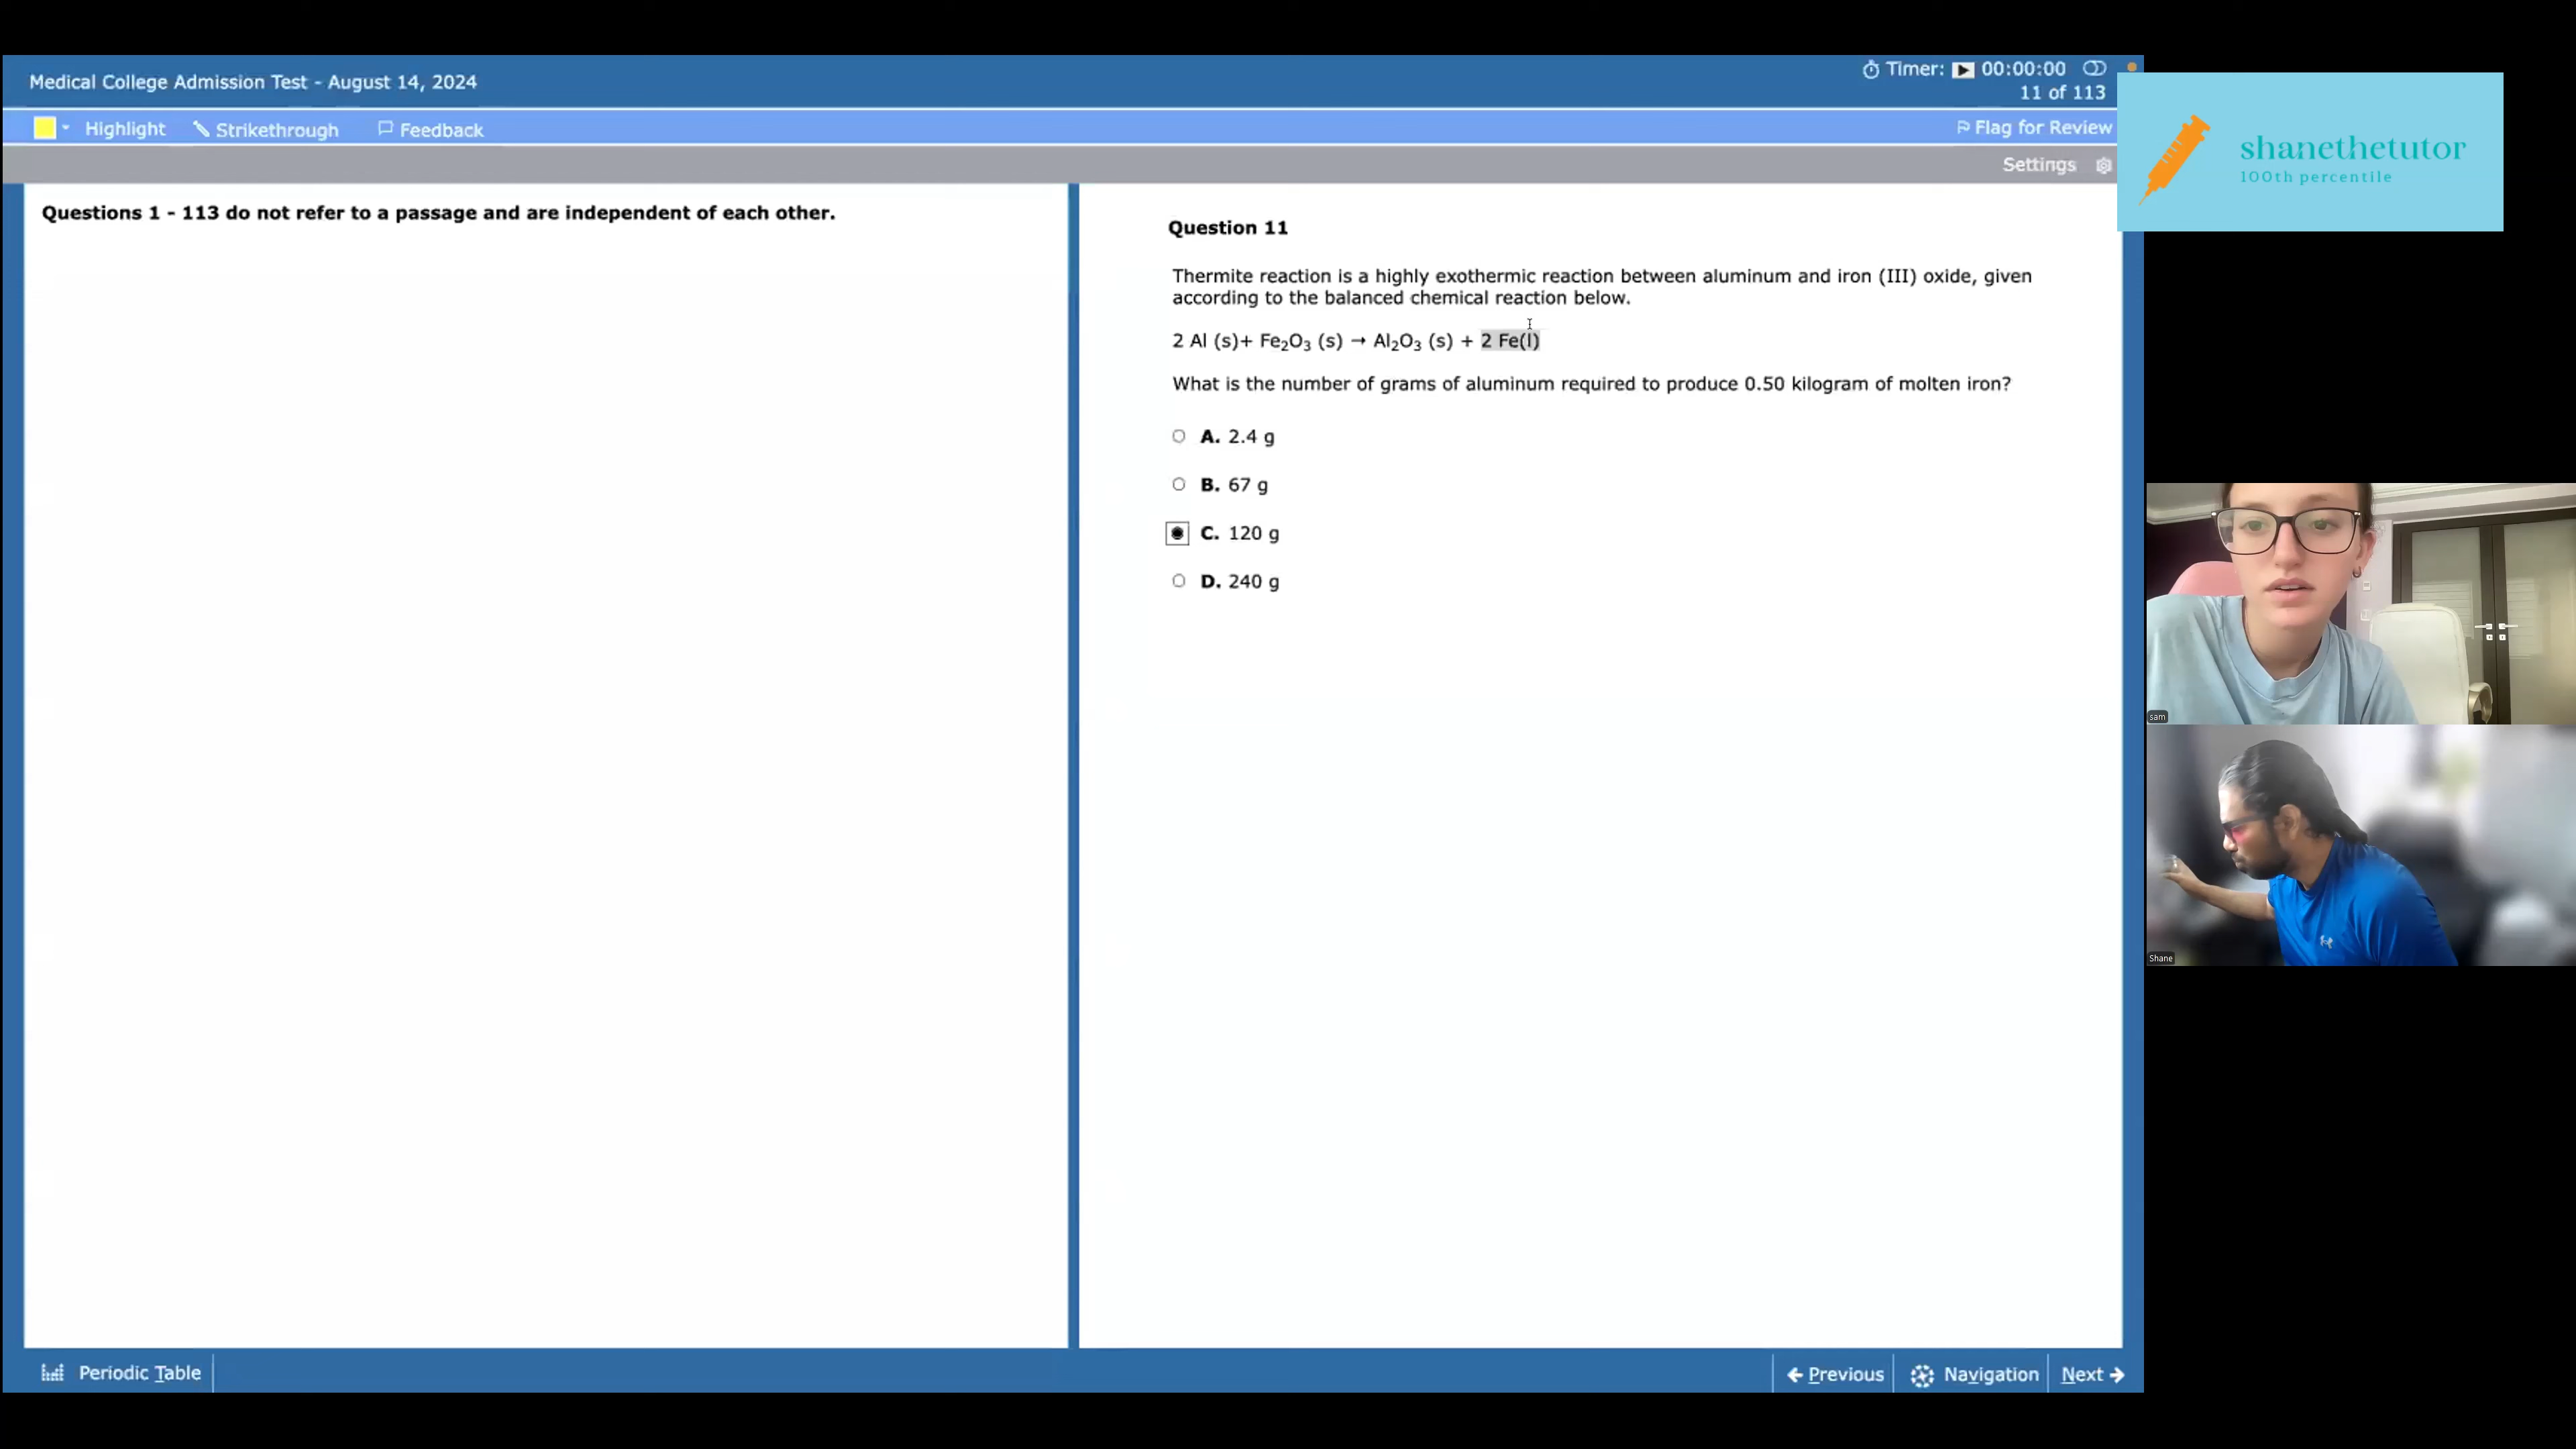 Medical College Admission Test - August 14, 2024
Timer: 00:00:00
11 of 113
Highlight Strikethrough Feedback
Flag for Review
Settings
shanethetutor
100th percentile
Questions 1 - 113 do not refer to a passage and are independent of each other.
Question 11
Thermite reaction is a highly exothermic reaction between aluminum and iron (III) oxide, given
according to the balanced chemical reaction below.
2 Al (s)+ Fe₂O₃ (s) → Al₂O₃ (s) + 2 Fe(l)
What is the number of grams of aluminum required to produce 0.50 kilogram of molten iron?
A. 2.4 g
B. 67 g
C. 120 g
D. 240 g
sam
Shane
Periodic Table
Previous Navigation Next